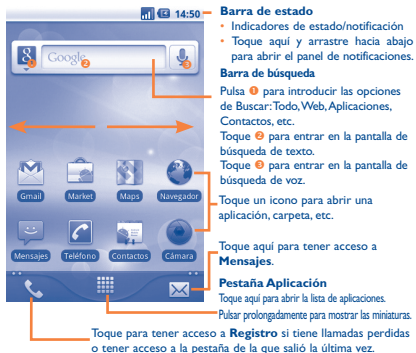 14:50
Google
Gmail
Market
Maps
Navegador
Mensajes
Teléfono
Contactos
Cámara
Barra de estado
• Indicadores de estado/notificación
• Toque aquí y arrastre hacia abajo
para abrir el panel de notificaciones.
Barra de búsqueda
Pulsa ❶ para introducir las opciones
de Buscar: Todo, Web, Aplicaciones,
Contactos, etc.
Toque ❷ para entrar en la pantalla de
búsqueda de texto.
Toque ❸ para entrar en la pantalla de
búsqueda de voz.
Toque un icono para abrir una
aplicación, carpeta, etc.
Toque aquí para tener acceso a
Mensajes.
Pestaña Aplicación
Toque aquí para abrir la lista de aplicaciones.
Pulsar prolongadamente para mostrar las miniaturas.
Toque para tener acceso a Registro si tiene llamadas perdidas
o tener acceso a la pestaña de la que salió la última vez.